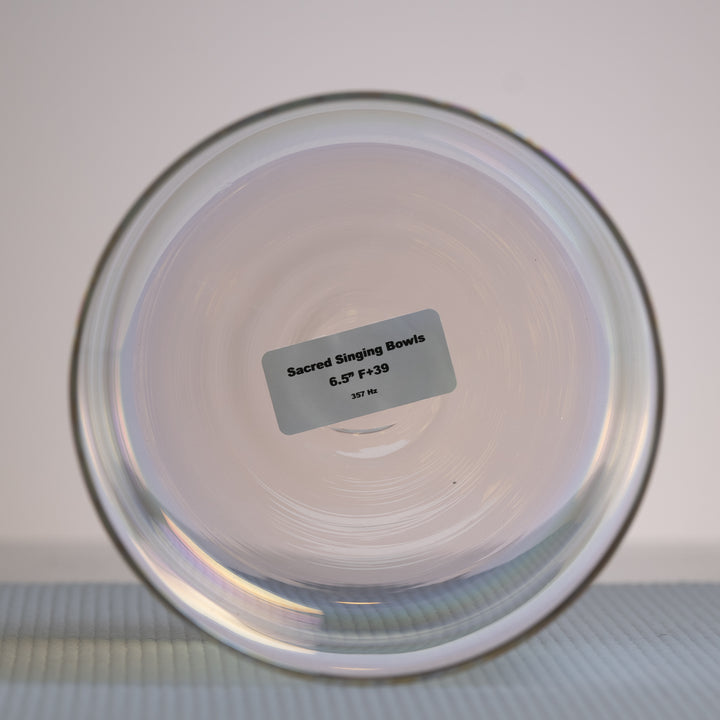 Sacred Singing Bowls
6.5” F+39
357 Hz